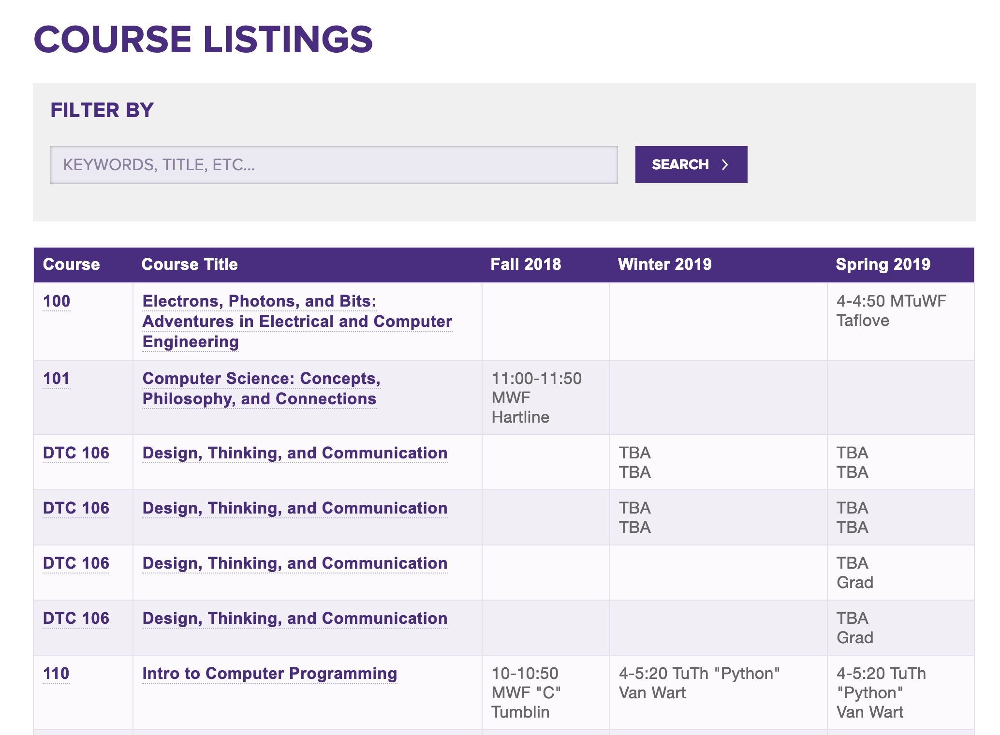 COURSE LISTINGS
FILTER BY
KEYWORDS, TITLE, ETC...
SEARCH
Course Course Title Fall 2018 Winter 2019 Spring 2019
100
Electrons, Photons, and Bits:
Adventures in Electrical and Computer
Engineering
4-4:50 MTuWF
Taflove
101
Computer Science: Concepts,
Philosophy, and Connections
11:00-11:50
MWF
Hartline
DTC 106
Design, Thinking, and Communication
TBA
TBA
TBA
TBA
DTC 106
Design, Thinking, and Communication
TBA
TBA
TBA
TBA
DTC 106
Design, Thinking, and Communication
TBA
Grad
DTC 106
Design, Thinking, and Communication
TBA
Grad
110
Intro to Computer Programming
10-10:50
MWF "C"
Tumblin
4-5:20 TuTh "Python"
Van Wart
4-5:20 TuTh
"Python"
Van Wart